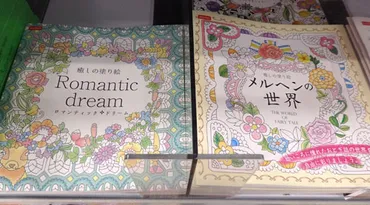 癒しの塗り絵
Romantic
dream
ロマンティックドリーム
癒しの塗り絵
メルヘンの
世界
THE WORLD
OF
FAIRY TALE